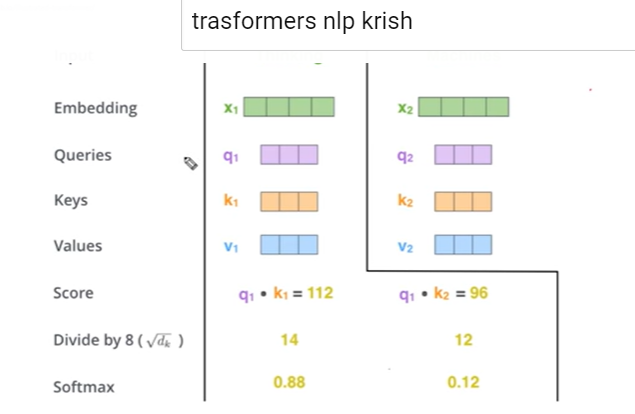 trasformers nlp krish
Embedding x₁ x₂
Queries q₁ q₂
Keys k₁ k₂
Values v₁ v₂
Score q₁ • k₁ = 112 q₁ • k₂ = 96
Divide by 8 ( √dₖ ) 14 12
Softmax 0.88 0.12